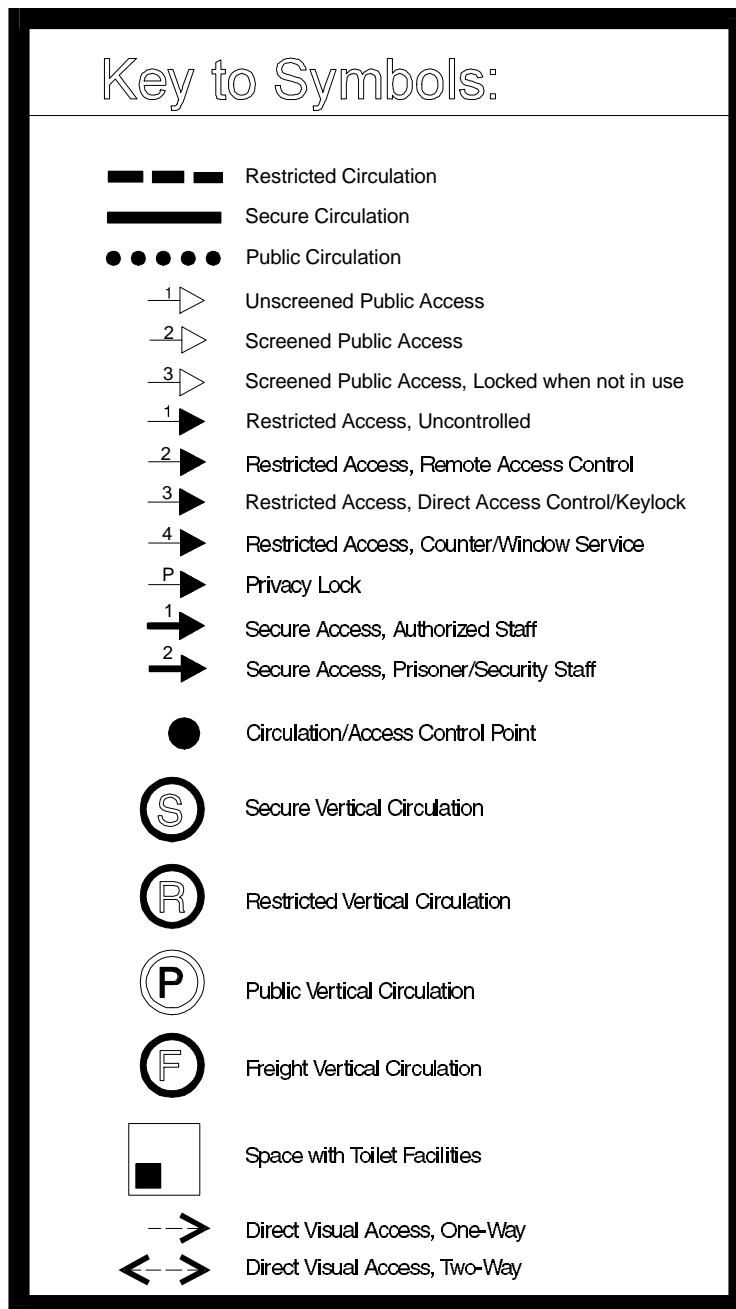 Key to Symbols:
Restricted Circulation
Secure Circulation
Public Circulation
1 Unscreened Public Access
2 Screened Public Access
3 Screened Public Access, Locked when not in use
1 Restricted Access, Uncontrolled
2 Restricted Access, Remote Access Control
3 Restricted Access, Direct Access Control/Keylock
4 Restricted Access, Counter/Window Service
P Privacy Lock
1 Secure Access, Authorized Staff
2 Secure Access, Prisoner/Security Staff
Circulation/Access Control Point
S Secure Vertical Circulation
R Restricted Vertical Circulation
P Public Vertical Circulation
F Freight Vertical Circulation
Space with Toilet Facilities
Direct Visual Access, One-Way
Direct Visual Access, Two-Way